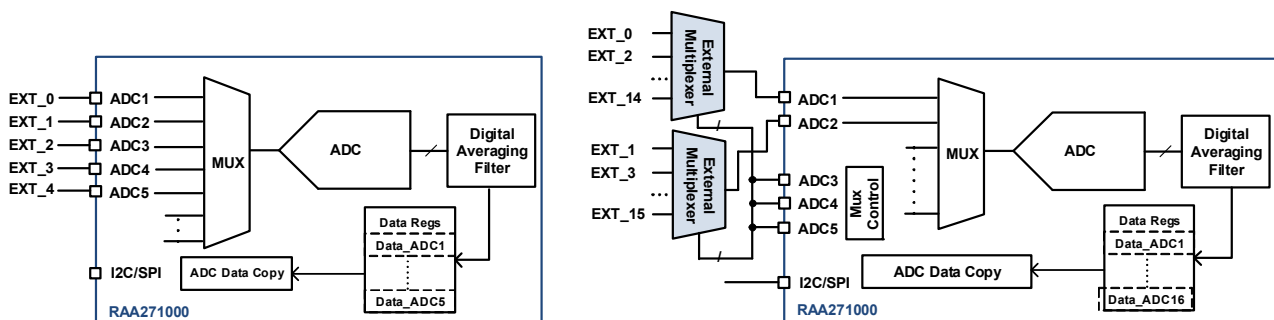 EXT_0
EXT_1
EXT_2
EXT_3
EXT_4
ADC1
ADC2
ADC3
ADC4
ADC5
MUX
ADC
Digital
Averaging
Filter
Data Regs
Data_ADC1
Data_ADC5
ADC Data Copy
I2C/SPI
RAA271000
EXT_0
EXT_2
EXT_14
External
Multiplexer
EXT_1
EXT_3
EXT_15
External
Multiplexer
ADC1
ADC2
ADC3
ADC4
ADC5
Mux
Control
MUX
ADC
Digital
Averaging
Filter
Data Regs
Data_ADC1
Data_ADC16
ADC Data Copy
I2C/SPI
RAA271000